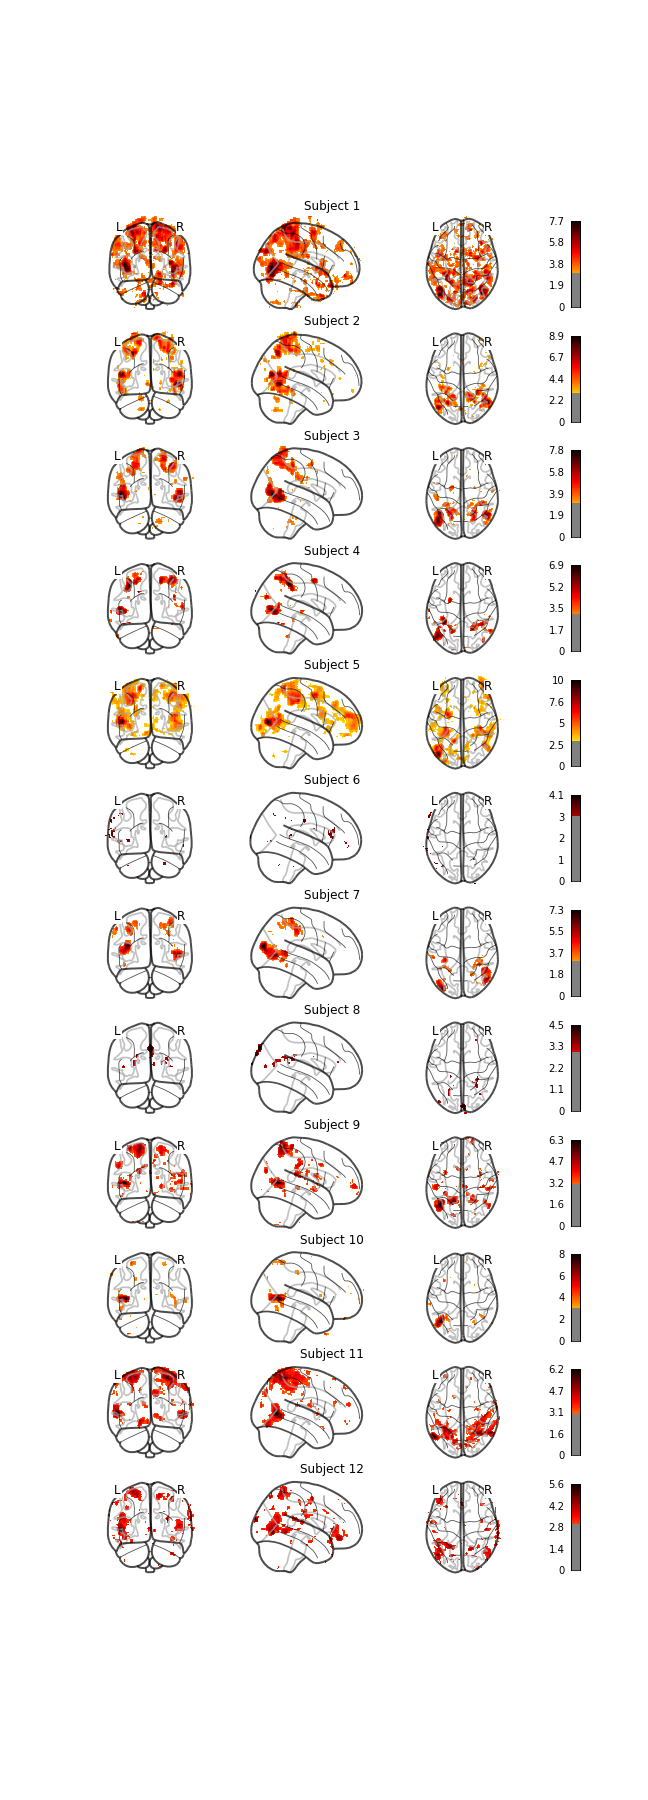 Subject 1
L R L R 7.7
5.8
3.8
1.9
0
Subject 2
L R L R 8.9
6.7
4.4
2.2
0
Subject 3
L R L R 7.8
5.8
3.9
1.9
0
Subject 4
L R L R 6.9
5.2
3.5
1.7
0
Subject 5
L R L R 10
7.6
5
2.5
0
Subject 6
L R L R 4.1
3
2
1
0
Subject 7
L R L R 7.3
5.5
3.7
1.8
0
Subject 8
L R L R 4.5
3.3
2.2
1.1
0
Subject 9
L R L R 6.3
4.7
3.2
1.6
0
Subject 10
L R L R 8
6
4
2
0
Subject 11
L R L R 6.2
4.7
3.1
1.6
0
Subject 12
L R L R 5.6
4.2
2.8
1.4
0